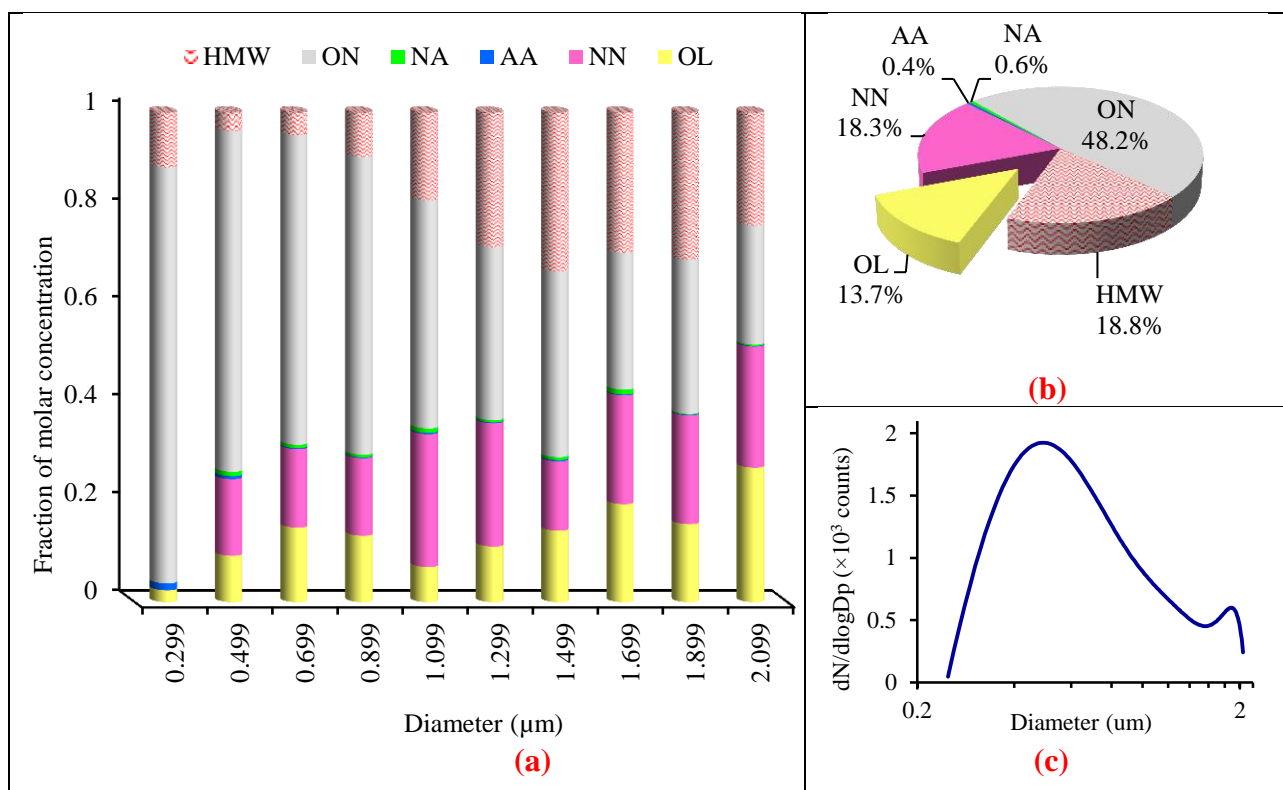 HMW ON NA AA NN OL
1
0.8
0.6
0.4
0.2
0
Fraction of molar concentration
0.299 0.499 0.699 0.899 1.099 1.299 1.499 1.699 1.899 2.099
Diameter (µm)
(a)
AA
0.4%
NA
0.6%
NN
18.3%
ON
48.2%
OL
13.7%
HMW
18.8%
(b)
2
1.5
1
0.5
0
dN/dlogDp (×10³ counts)
0.2 2
Diameter (um)
(c)